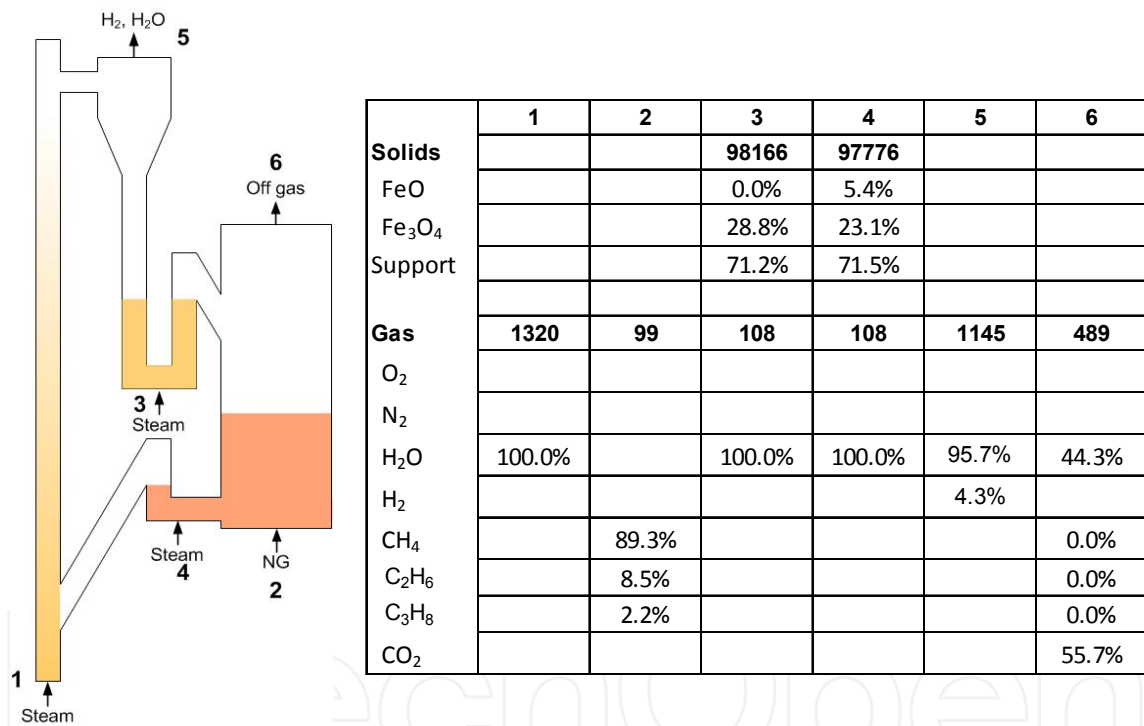 H₂, H₂O
5
6
Off gas
3
Steam
Steam
4
NG
2
1
Steam
1 2 3 4 5 6
Solids 98166 97776
FeO 0.0% 5.4%
Fe₃O₄ 28.8% 23.1%
Support 71.2% 71.5%
Gas 1320 99 108 108 1145 489
O₂
N₂
H₂O 100.0% 100.0% 100.0% 95.7% 44.3%
H₂ 4.3%
CH₄ 89.3% 0.0%
C₂H₆ 8.5% 0.0%
C₃H₈ 2.2% 0.0%
CO₂ 55.7%